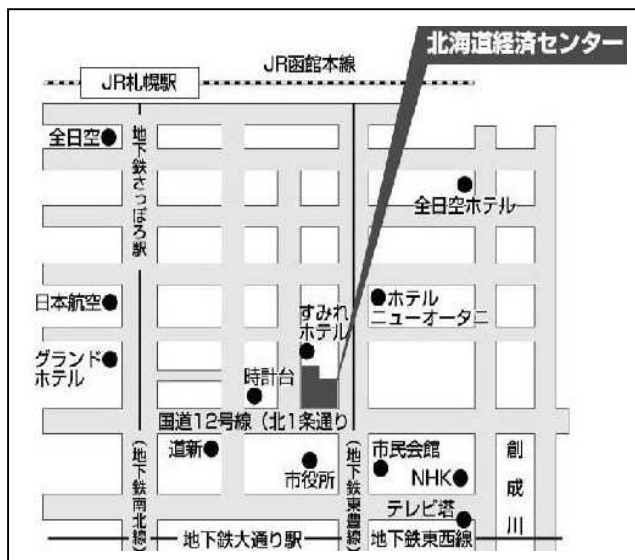 北海道経済センター
JR函館本線
JR札幌駅
全日空
地下鉄さっぽろ駅
全日空ホテル
日本航空
すみれ
ホテル
ホテル
ニューオータニ
グランド
ホテル
時計台
国道12号線(北1条通り
道新
市役所
市民会館
NHK
創成川
テレビ塔
(地下鉄南北線)
(地下鉄東豊線)
地下鉄大通り駅
地下鉄東西線